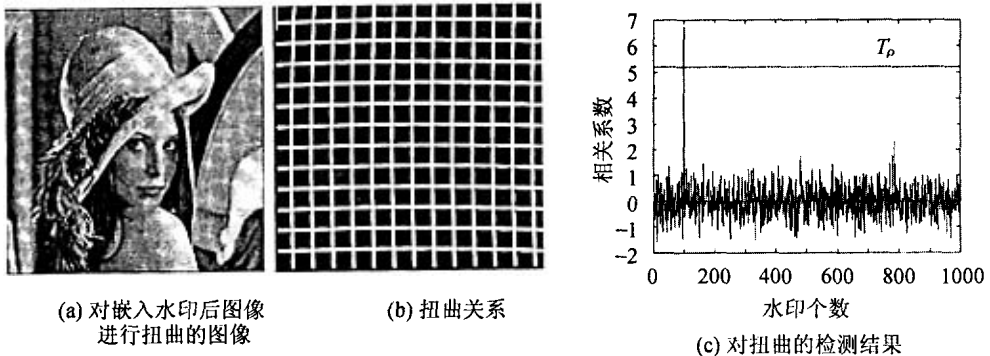 7
6
5
4
3
2
1
0
−1
−2
相关系数
T_ρ
0 200 400 600 800 1000
水印个数
(a) 对嵌入水印后图像
进行扭曲的图像
(b) 扭曲关系
(c) 对扭曲的检测结果